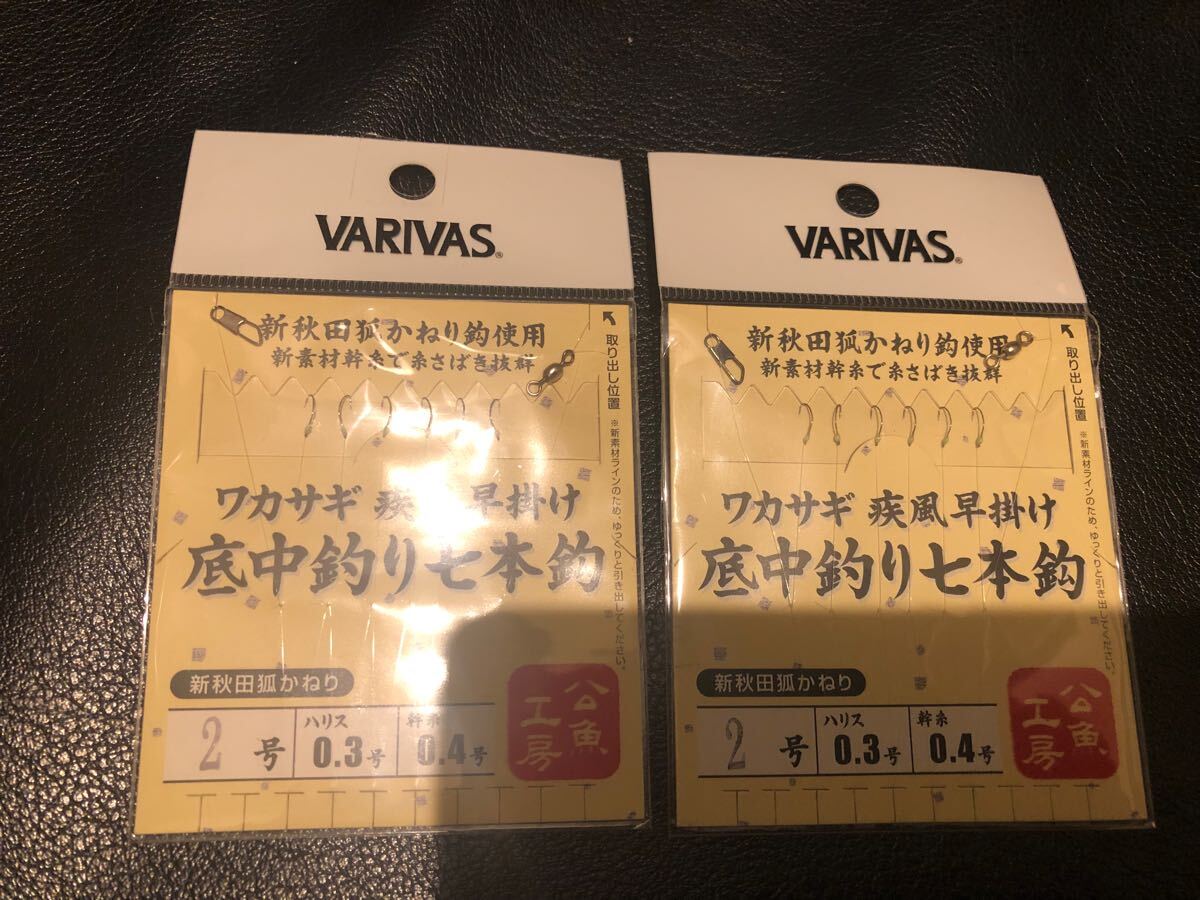 VARIVAS®
新秋田狐かねり鈎使用
新素材幹糸で糸さばき抜群
取り出し位置
※新素材ラインのため、ゆっくりと引き出してください。
ワカサギ 疾 早掛け
底中釣り七本鈎
新秋田狐かねり
2号
ハリス
0.3号
幹糸
0.4号
公魚
工房
VARIVAS®
新秋田狐かねり鈎使用
新素材幹糸で糸さばき抜群
取り出し位置
※新素材ラインのため、ゆっくりと引き出してください。
ワカサギ 疾風早掛け
底中釣り七本鈎
新秋田狐かねり
2号
ハリス
0.3号
幹糸
0.4号
公魚
工房